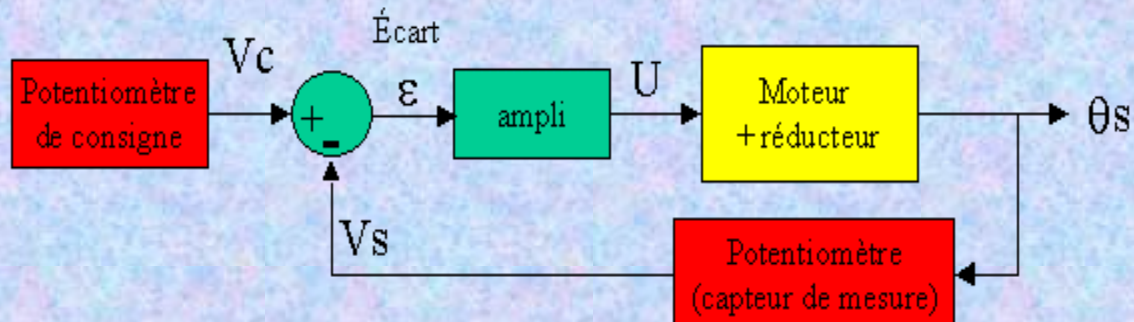 Potentiomètre
de consigne
Vc
+
-
Écart
ε
ampli
U
Moteur
+réducteur
θs
Vs
Potentiomètre
(capteur de mesure)